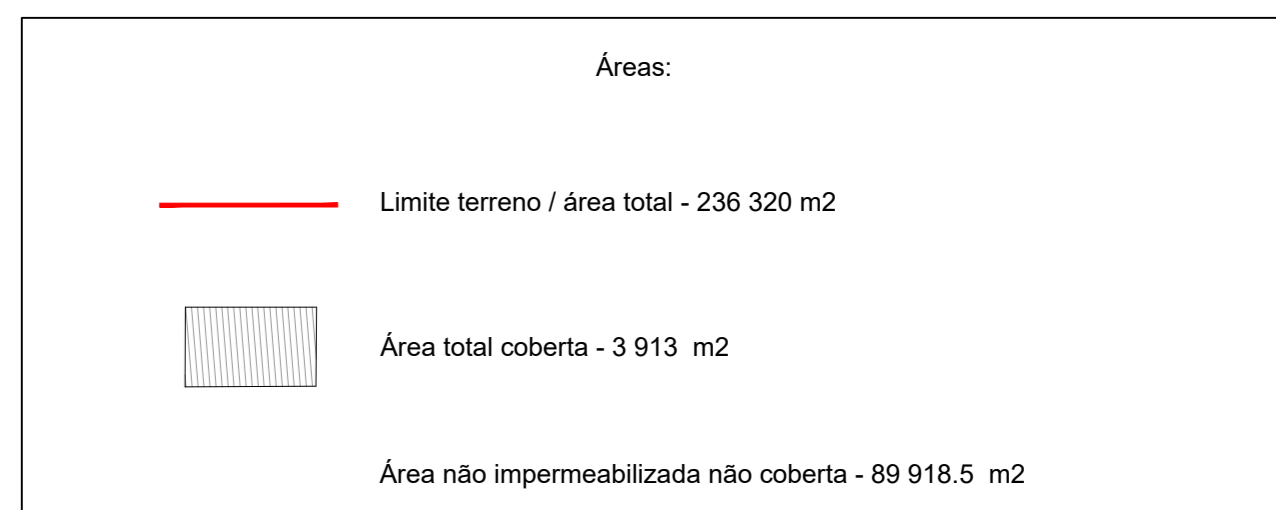 Áreas:
Limite terreno / área total - 236 320 m2
Área total coberta - 3 913 m2
Área não impermeabilizada não coberta - 89 918.5 m2